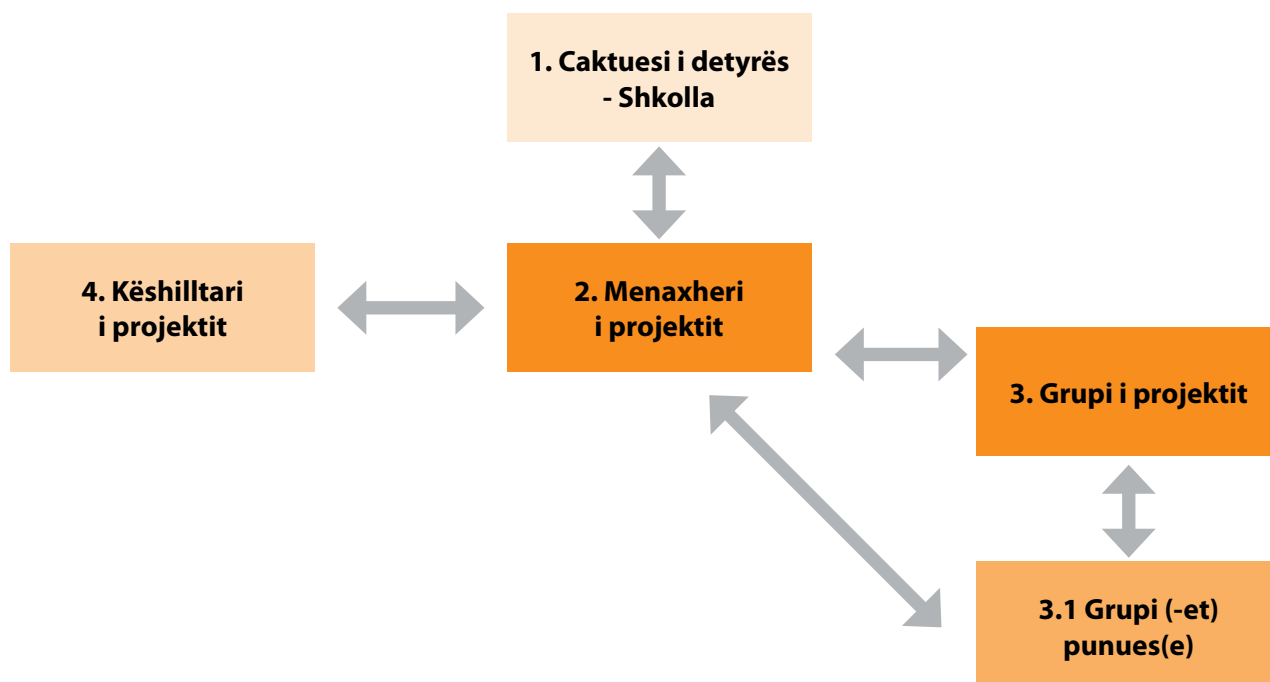 1. Caktuesi i detyrës
- Shkolla
4. Këshilltari
i projektit
2. Menaxheri
i projektit
3. Grupi i projektit
3.1 Grupi (-et)
punues(e)